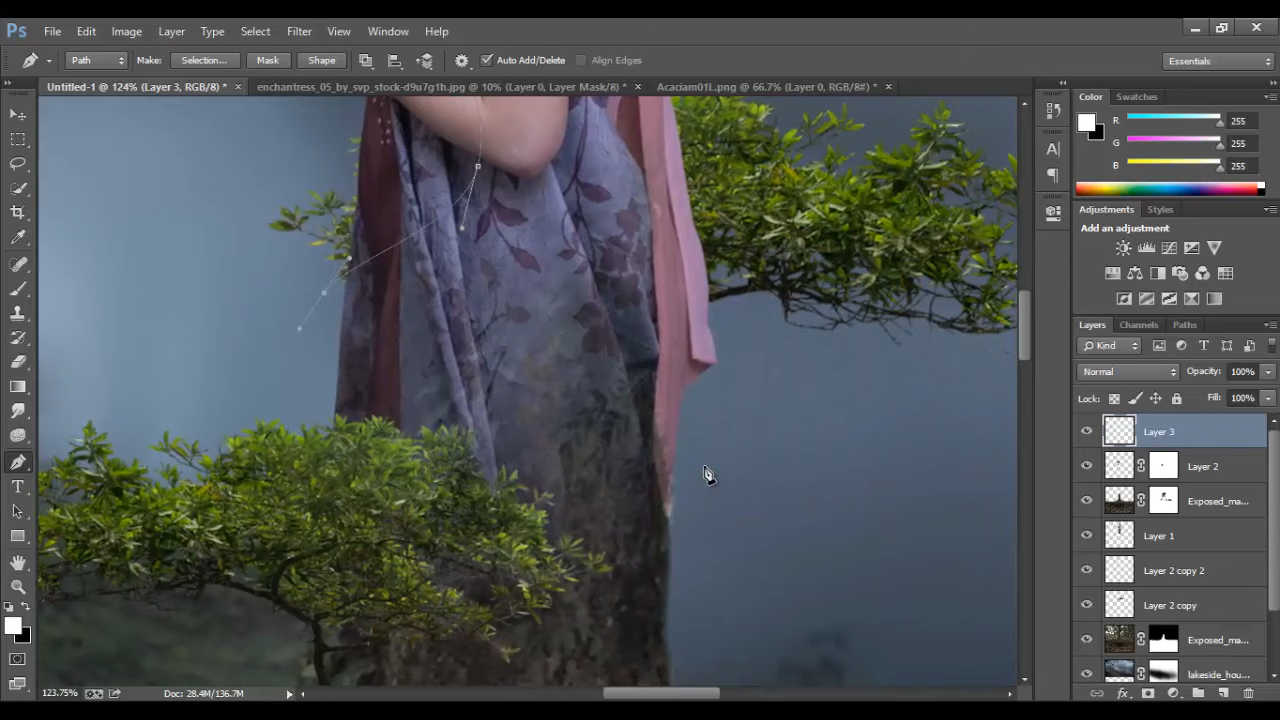 Ps File Edit Image Layer Type Select Filter View Window Help
Path Make: Selection... Mask Shape Auto Add/Delete Align Edges Essentials
Untitled-1 @ 124% (Layer 3, RGB/8) * × enchantress_05_by_svp_stock-d9u7g1h.jpg @ 10% (Layer 0, Layer Mask/8) * × Acaciam01L.png @ 66.7% (Layer 0, RGB/8#) * ×
Color Swatches
R 255
G 255
B 255
Adjustments Styles
Add an adjustment
Layers Channels Paths
Kind
Normal Opacity: 100%
Lock: Fill: 100%
Layer 3
Layer 2
Exposed_ma...
Layer 1
Layer 2 copy 2
Layer 2 copy
Exposed_ma...
lakeside_hou...
123.75% Doc: 28.4M/136.7M